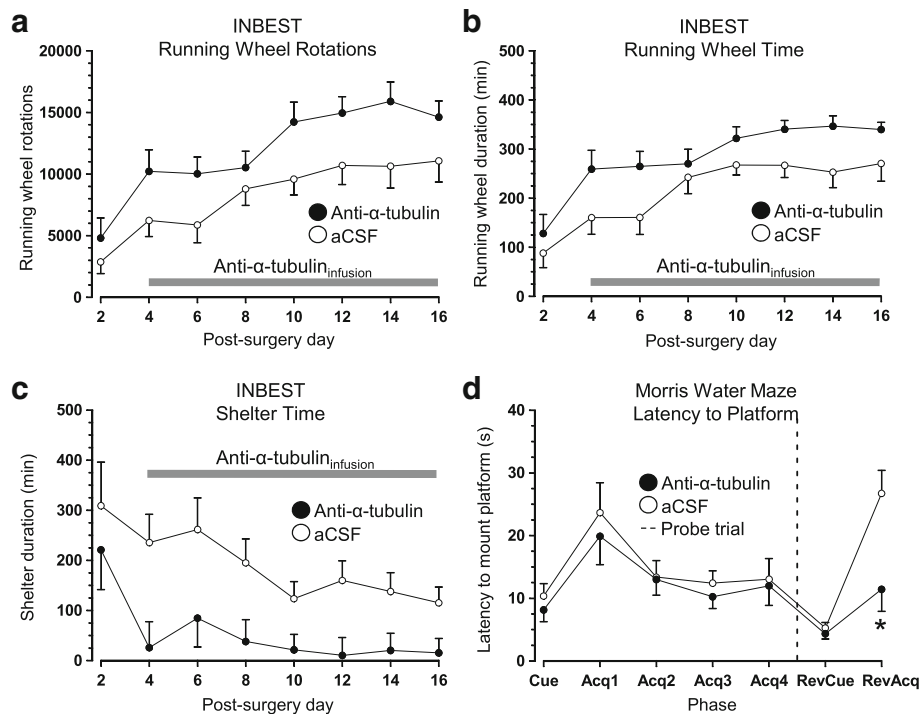 a
INBEST
Running Wheel Rotations
Running wheel rotations
20000
15000
10000
5000
0
Anti-α-tubulin
aCSF
Anti-α-tubulin infusion
2 4 6 8 10 12 14 16
Post-surgery day
b
INBEST
Running Wheel Time
Running wheel duration (min)
500
400
300
200
100
0
Anti-α-tubulin
aCSF
Anti-α-tubulin infusion
2 4 6 8 10 12 14 16
Post-surgery day
c
INBEST
Shelter Time
Shelter duration (min)
500
400
300
200
100
0
Anti-α-tubulin infusion
Anti-α-tubulin
aCSF
2 4 6 8 10 12 14 16
Post-surgery day
d
Morris Water Maze
Latency to Platform
Latency to mount platform (s)
40
30
20
10
0
Anti-α-tubulin
aCSF
Probe trial
*
Cue Acq1 Acq2 Acq3 Acq4 RevCue RevAcq
Phase